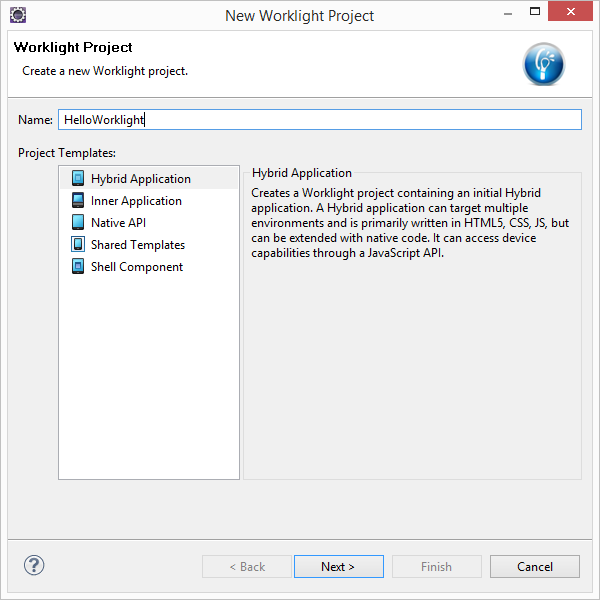 New Worklight Project
Worklight Project
Create a new Worklight project.
Name: HelloWorklight
Project Templates:
Hybrid Application
Inner Application
Native API
Shared Templates
Shell Component
Hybrid Application
Creates a Worklight project containing an initial Hybrid
application. A Hybrid application can target multiple
environments and is primarily written in HTML5, CSS, JS, but
can be extended with native code. It can access device
capabilities through a JavaScript API.
?
< Back Next > Finish Cancel